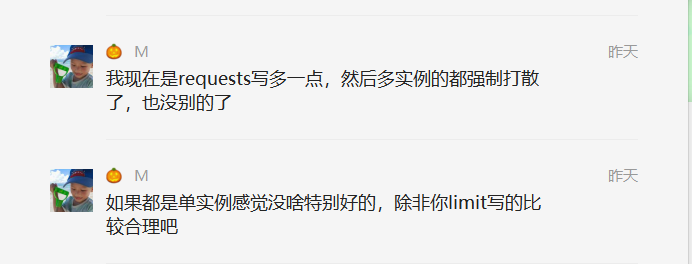 M
昨天
我现在是requests写多一点，然后多实例的都强制打散
了，也没别的了
M
昨天
如果都是单实例感觉没啥特别好的，除非你limit写的比
较合理吧